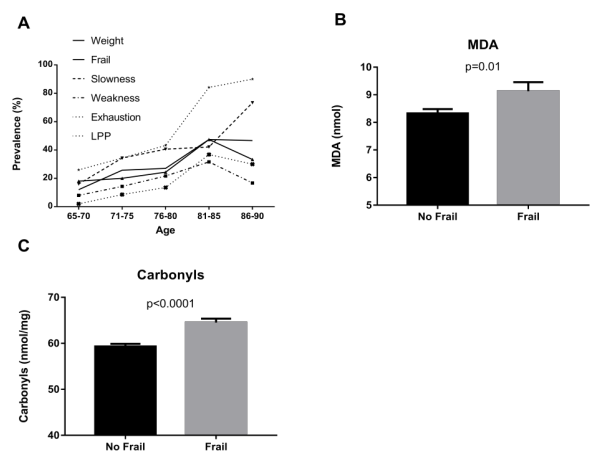 A
Weight
Frail
Slowness
Weakness
Exhaustion
LPP
Prevalence (%)
100
80
60
40
20
0
65-70 71-75 76-80 81-85 86-90
Age
B
MDA
p=0.01
MDA (nmol)
10
9
8
7
6
5
No Frail Frail
C
Carbonyls
p<0.0001
Carbonyls (nmol/mg)
70
60
50
40
No Frail Frail